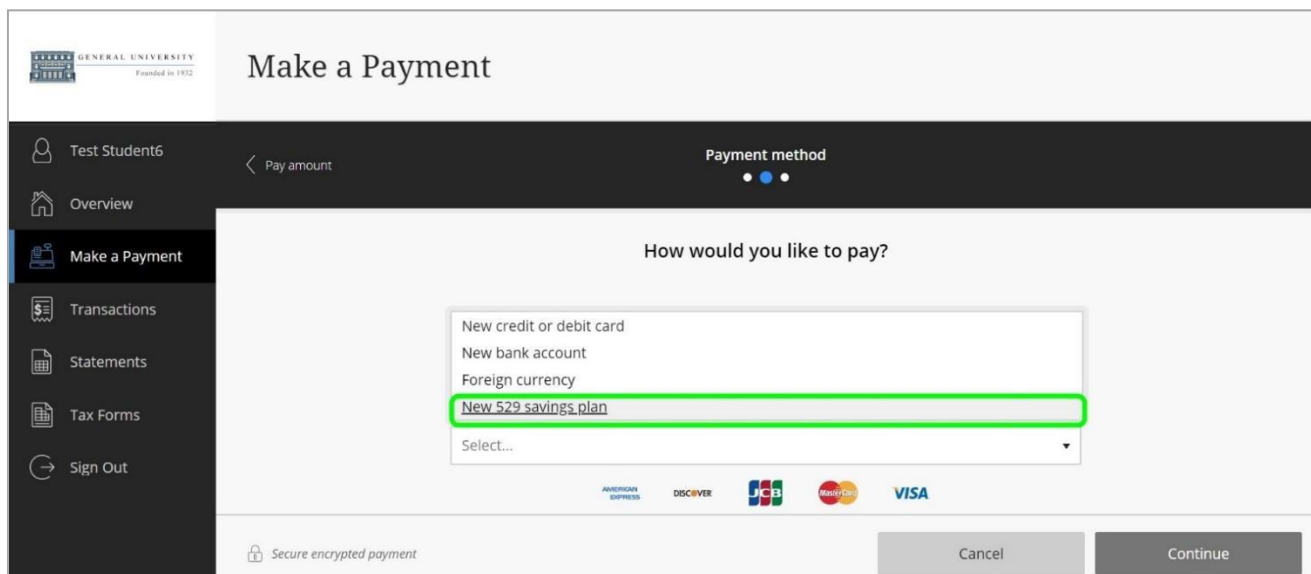 GENERAL UNIVERSITY
Founded in 1932
Make a Payment
Test Student6
Overview
Make a Payment
Transactions
Statements
Tax Forms
Sign Out
Pay amount
Payment method
How would you like to pay?
New credit or debit card
New bank account
Foreign currency
New 529 savings plan
Select...
AMERICAN
EXPRESS
DISCOVER
JCB
MasterCard
VISA
Secure encrypted payment
Cancel
Continue